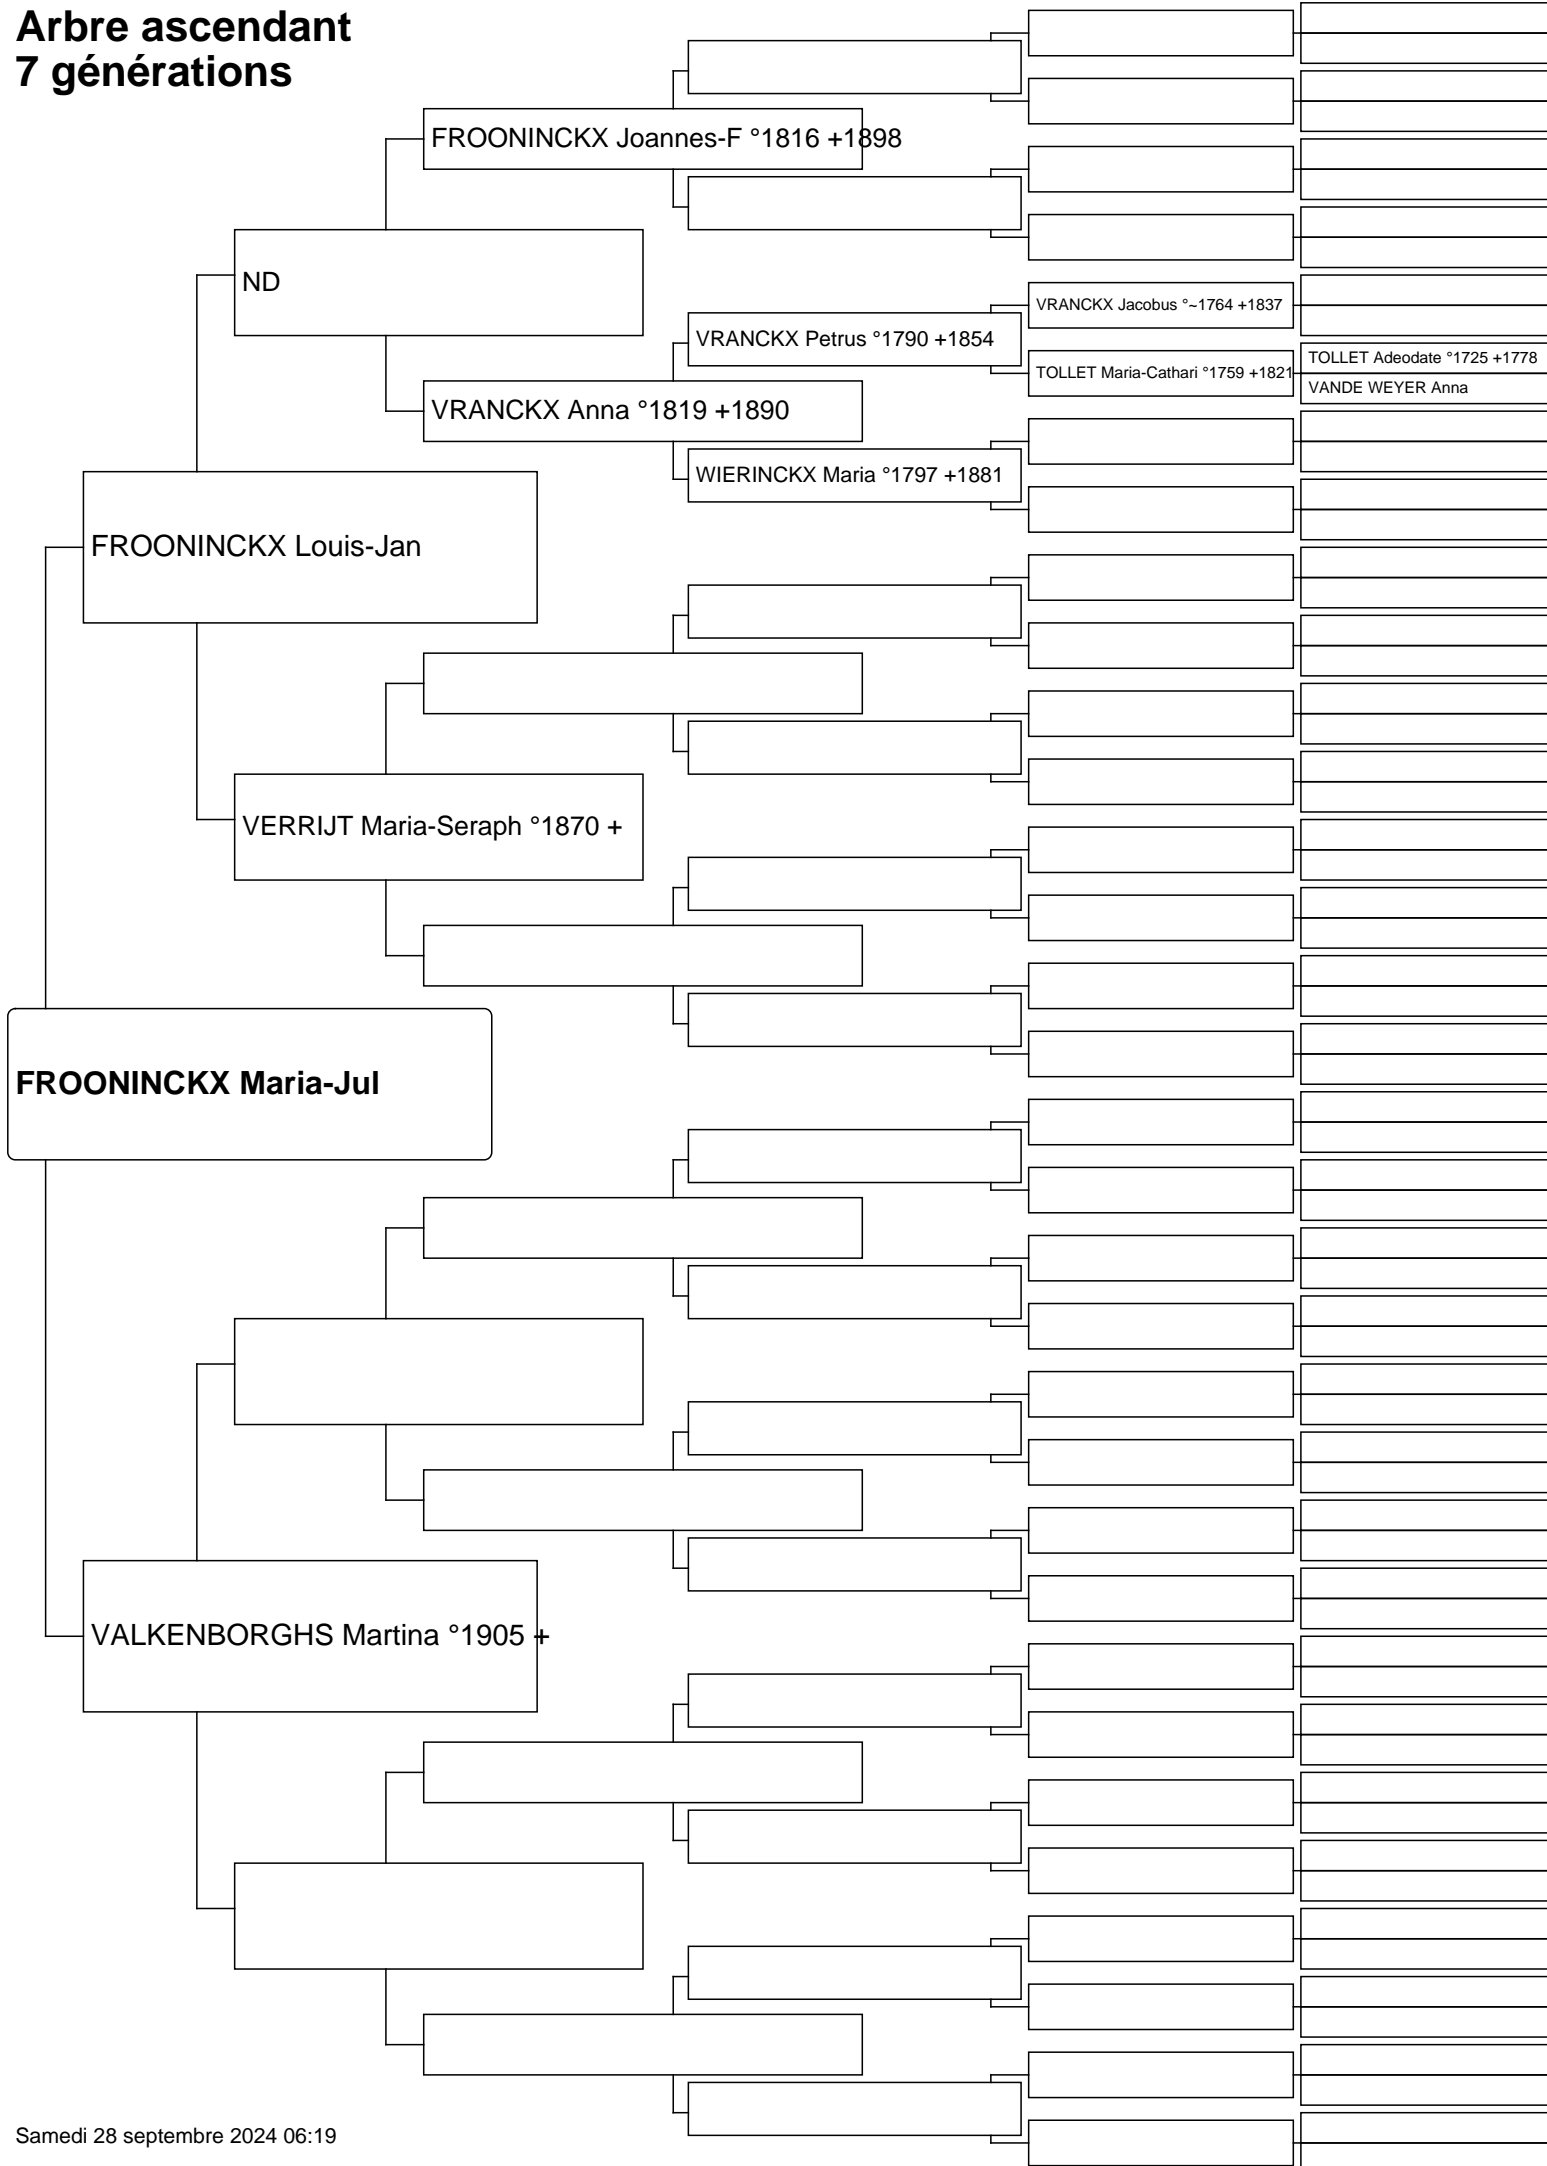 Arbre ascendant
7 générations
FROONINCKX Joannes-F °1816 +1898
ND
VRANCKX Jacobus °~1764 +1837
VRANCKX Petrus °1790 +1854
TOLLET Adeodate °1725 +1778
TOLLET Maria-Cathari °1759 +1821
VANDE WEYER Anna
VRANCKX Anna °1819 +1890
WIERINCKX Maria °1797 +1881
FROONINCKX Louis-Jan
VERRIJT Maria-Seraph °1870 +
FROONINCKX Maria-Jul
VALKENBORGHS Martina °1905 +
Samedi 28 septembre 2024 06:19